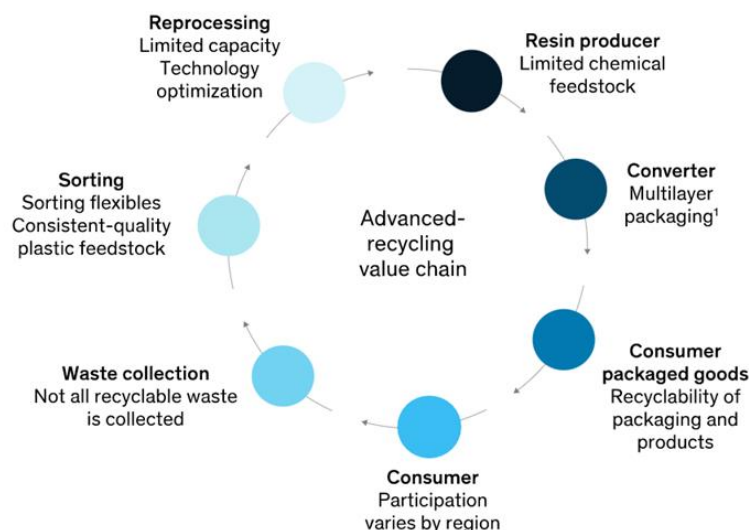 Reprocessing
Limited capacity
Technology
optimization
Resin producer
Limited chemical
feedstock
Sorting
Sorting flexibles
Consistent-quality
plastic feedstock
Advanced-
recycling
value chain
Converter
Multilayer
packaging¹
Waste collection
Not all recyclable waste
is collected
Consumer
packaged goods
Recyclability of
packaging and
products
Consumer
Participation
varies by region